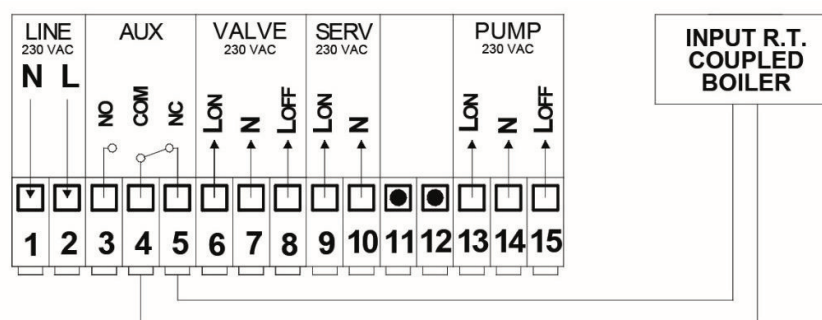 LINE AUX VALVE SERV PUMP
230 VAC 230 VAC 230 VAC 230 VAC
N L NO COM NC LON N LOFF LON N LON N LOFF
1 2 3 4 5 6 7 8 9 10 11 12 13 14 15
INPUT R.T.
COUPLED
BOILER